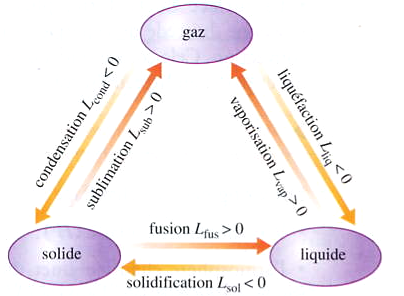 gaz
condensation L_cond < 0
sublimation L_sub > 0
liquéfaction L_liq < 0
vaporisation L_vap > 0
fusion L_fus > 0
solide
liquide
solidification L_sol < 0